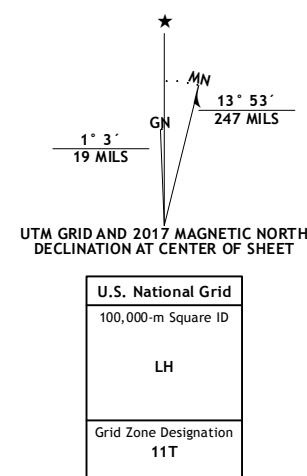 MN
13° 53´
247 MILS
GN
1° 3´
19 MILS
UTM GRID AND 2017 MAGNETIC NORTH
DECLINATION AT CENTER OF SHEET
U.S. National Grid
100,000-m Square ID
LH
Grid Zone Designation
11T